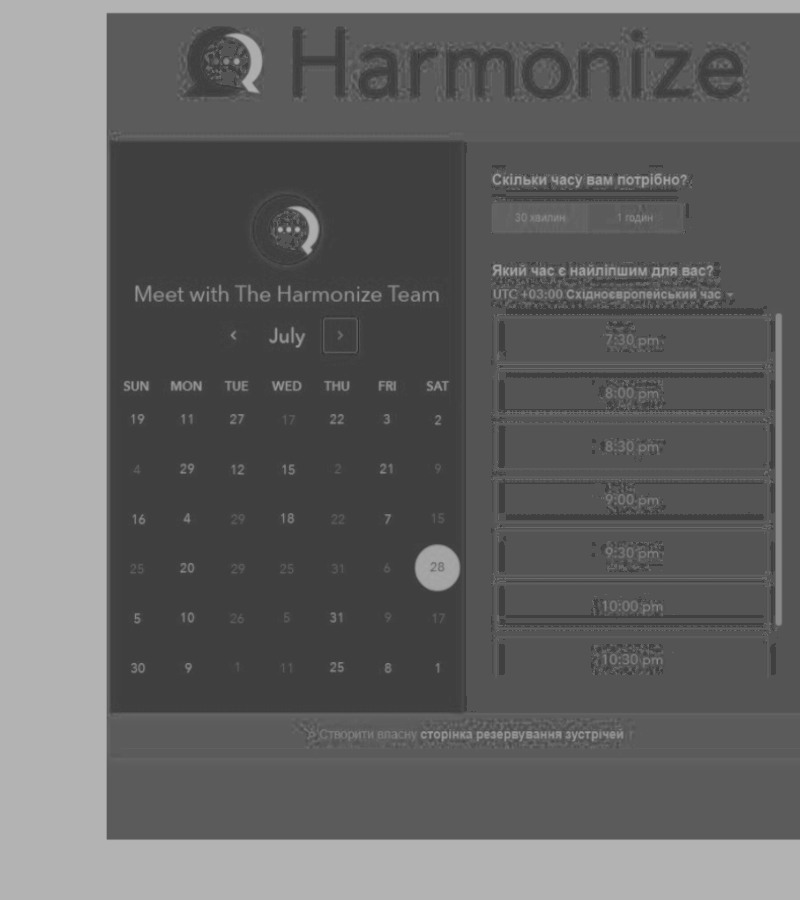 Harmonize
Meet with The Harmonize Team
July
SUN MON TUE WED THU FRI SAT
19 11 27 17 22 3 2
4 29 12 15 2 21 9
16 4 29 18 22 7 15
25 20 29 25 31 6 28
5 10 26 5 31 9 17
30 9 1 11 25 8 1
Скільки часу вам потрібно?
30 хвилин 1 годин
Який час є найліпшим для вас?
UTC +03:00 Східноєвропейський час
7:30 pm
8:00 pm
8:30 pm
9:00 pm
9:30 pm
10:00 pm
10:30 pm
Створити власну сторінка резервування зустрічей